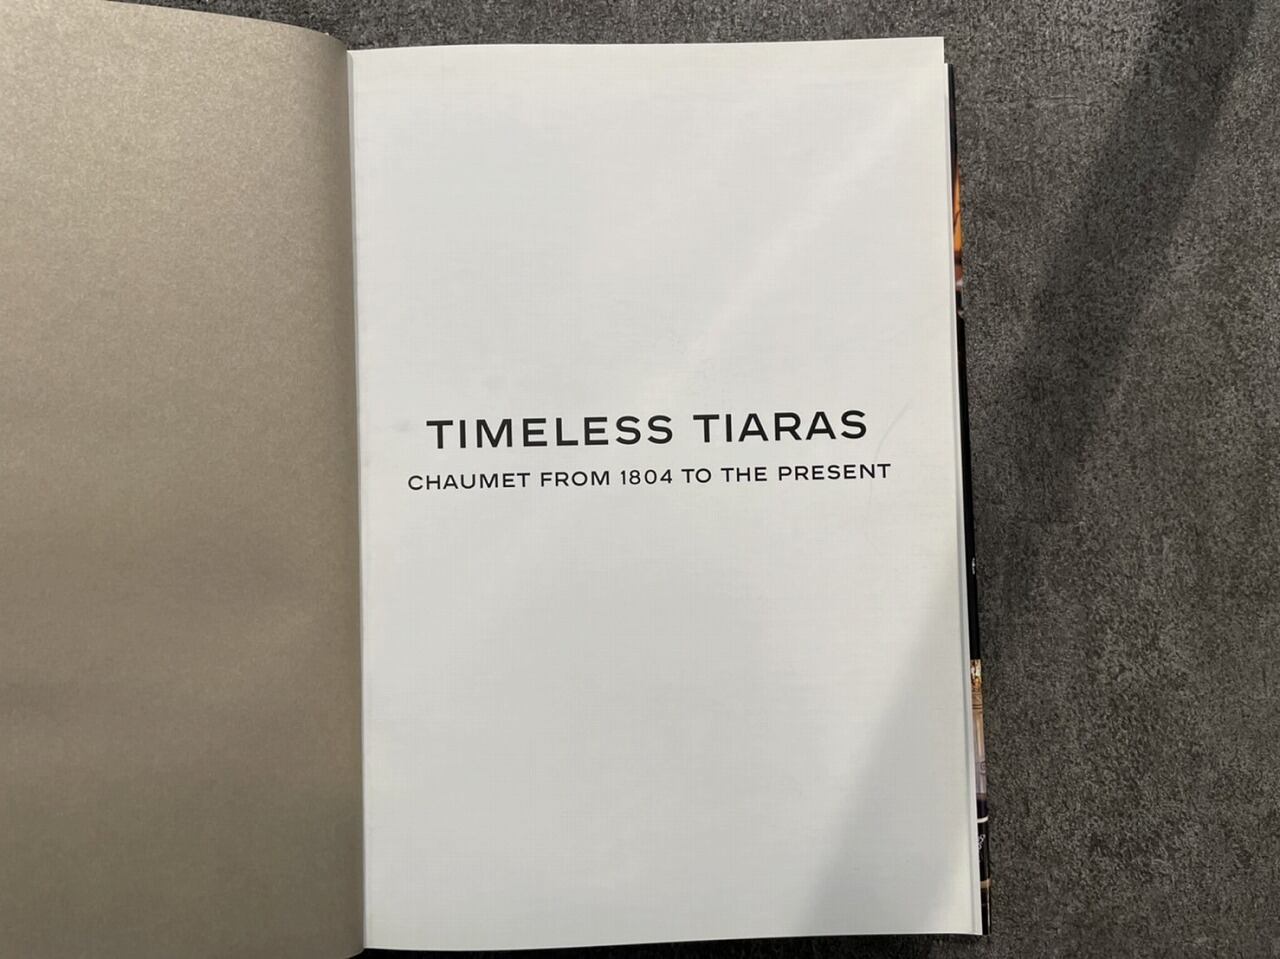 TIMELESS TIARAS
CHAUMET FROM 1804 TO THE PRESENT